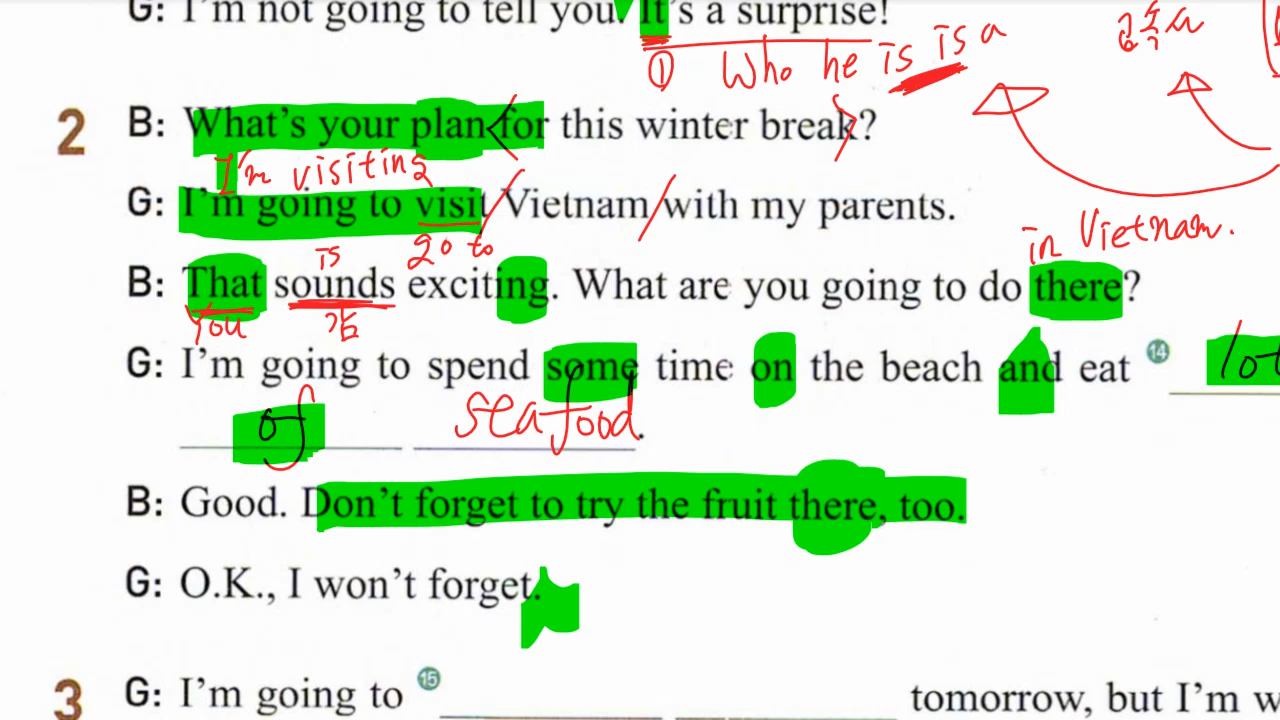 G: I'm not going to tell you. It's a surprise!
① Who he is is a
2 B: What's your plan for this winter break?
I'm visiting
G: I'm going to visit Vietnam with my parents.
is go to in Vietnam.
B: That sounds exciting. What are you going to do there?
you
G: I'm going to spend some time on the beach and eat ⑭ lot
of seafood.
B: Good. Don't forget to try the fruit there, too.
G: O.K., I won't forget.
3 G: I'm going to ⑮ tomorrow, but I'm w